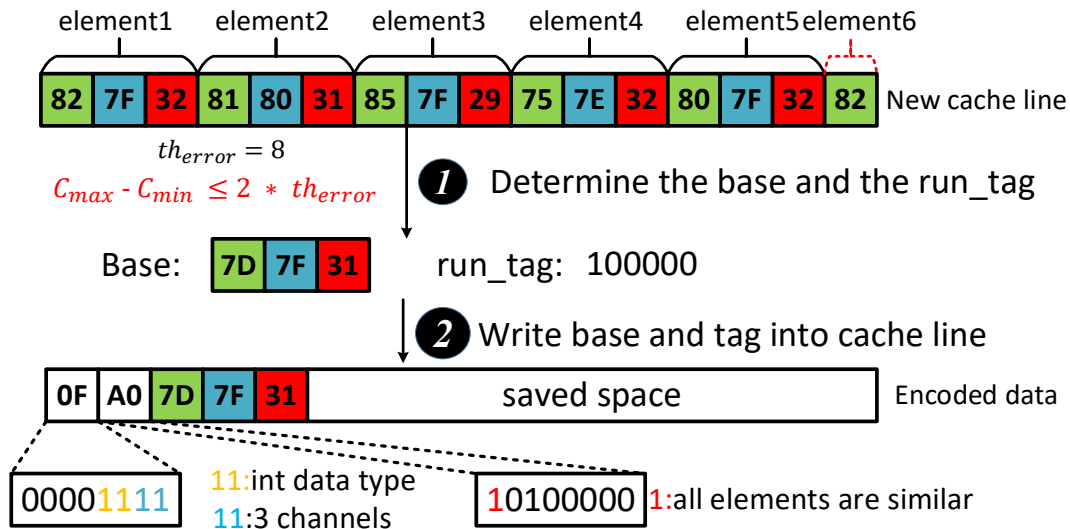 element1 element2 element3 element4 element5 element6
82 7F 32 81 80 31 85 7F 29 75 7E 32 80 7F 32 82 New cache line
th_error = 8
C_max - C_min ≤ 2 * th_error
1 Determine the base and the run_tag
Base: 7D 7F 31 run_tag: 100000
2 Write base and tag into cache line
0F A0 7D 7F 31 saved space Encoded data
00001111 11:int data type 10100000 1:all elements are similar
11:3 channels